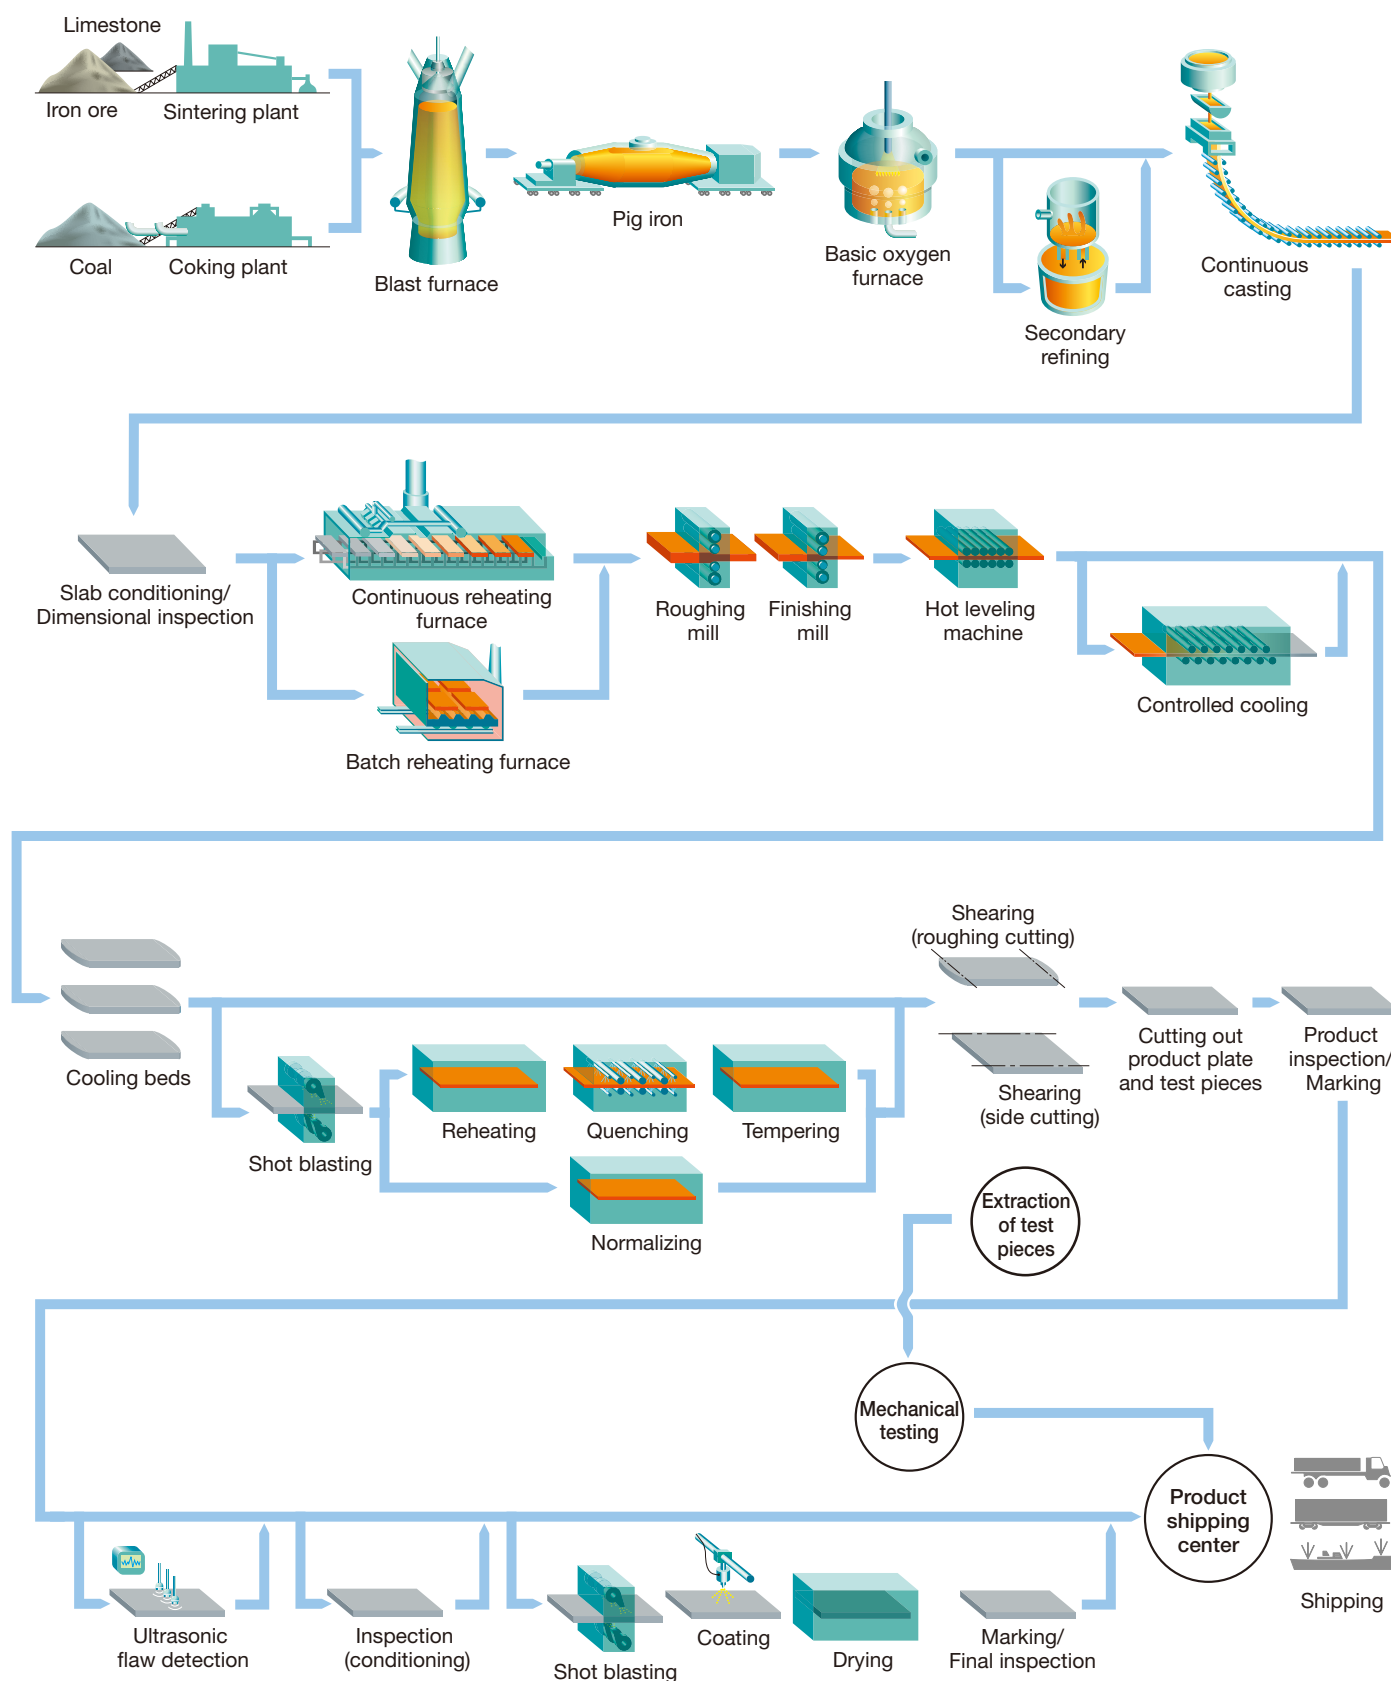 Limestone
Iron ore
Sintering plant
Coal
Coking plant
Blast furnace
Pig iron
Basic oxygen
furnace
Secondary
refining
Continuous
casting
Slab conditioning/
Dimensional inspection
Continuous reheating
furnace
Batch reheating furnace
Roughing
mill
Finishing
mill
Hot leveling
machine
Controlled cooling
Cooling beds
Shot blasting
Reheating
Quenching
Tempering
Normalizing
Shearing
(roughing cutting)
Shearing
(side cutting)
Cutting out
product plate
and test pieces
Product
inspection/
Marking
Extraction
of test
pieces
Mechanical
testing
Product
shipping
center
Shipping
Ultrasonic
flaw detection
Inspection
(conditioning)
Shot blasting
Coating
Drying
Marking/
Final inspection